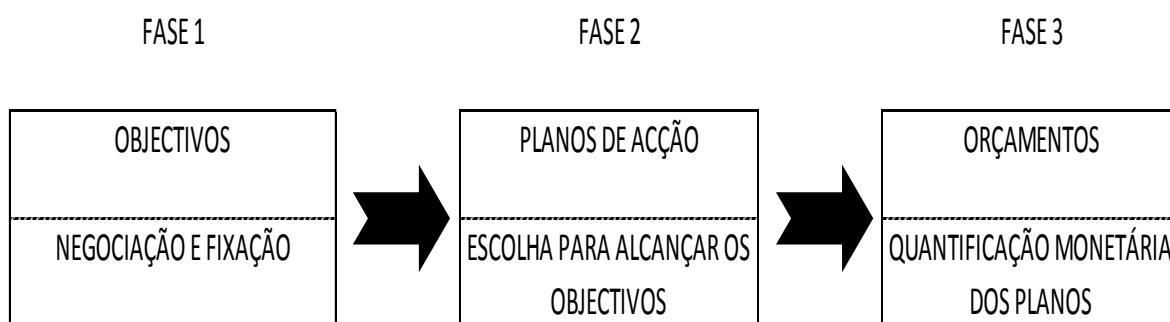 FASE 1
FASE 2
FASE 3
OBJECTIVOS
NEGOCIAÇÃO E FIXAÇÃO
PLANOS DE ACÇÃO
ESCOLHA PARA ALCANÇAR OS
OBJECTIVOS
ORÇAMENTOS
QUANTIFICAÇÃO MONETÁRIA
DOS PLANOS